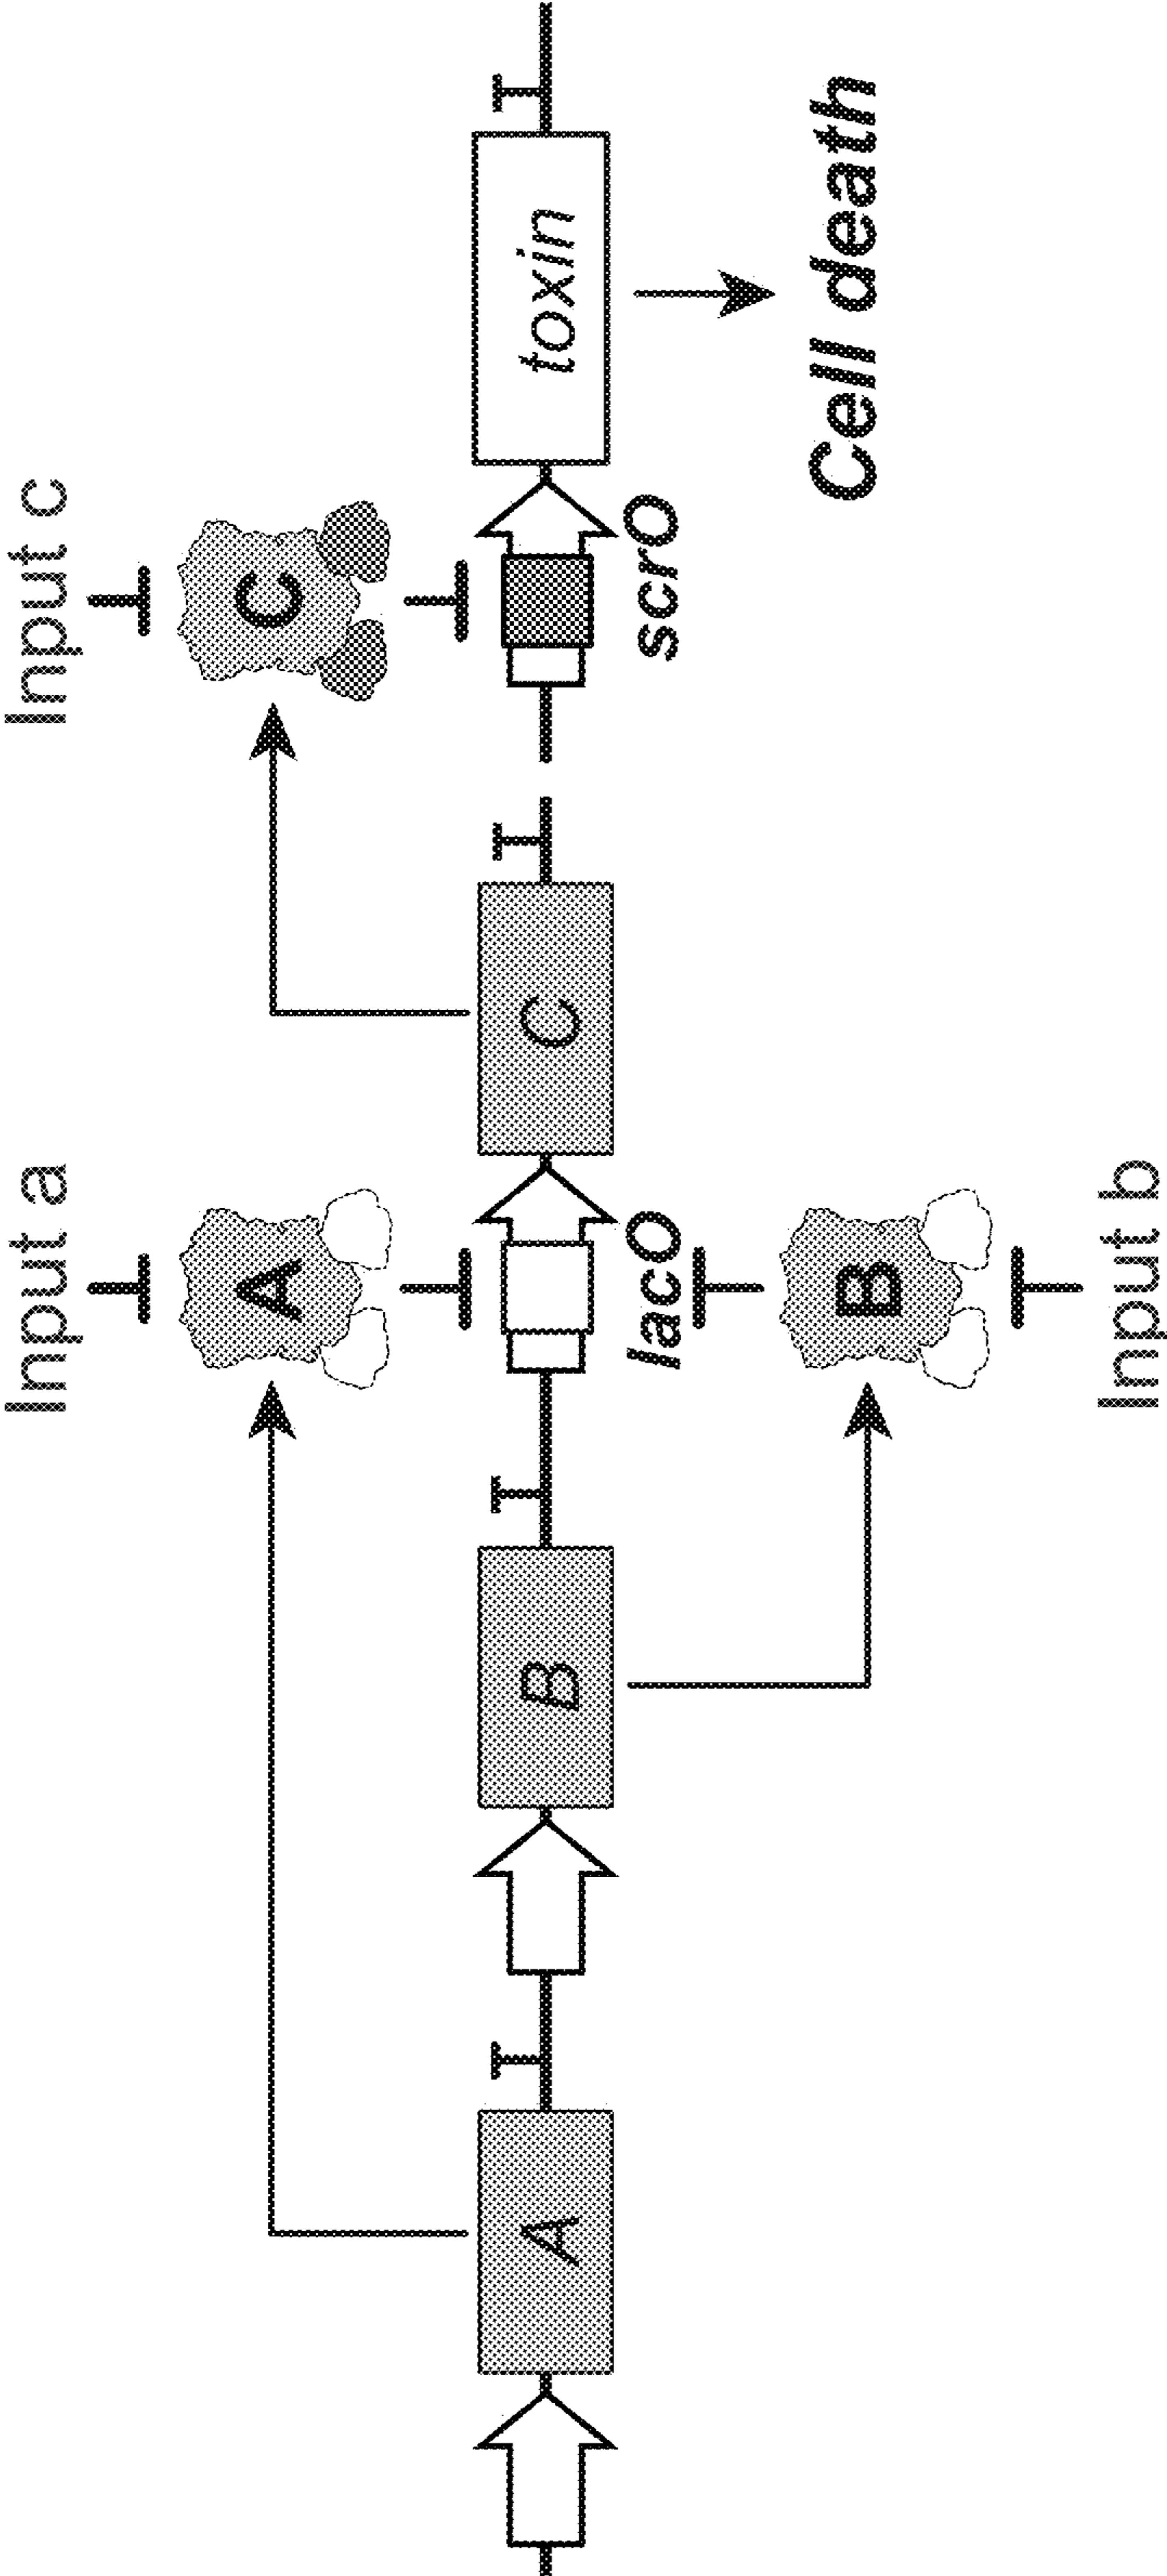 Input a
Input c
A
C
A
B
C
toxin
lacO
scrO
B
Cell death
Input b